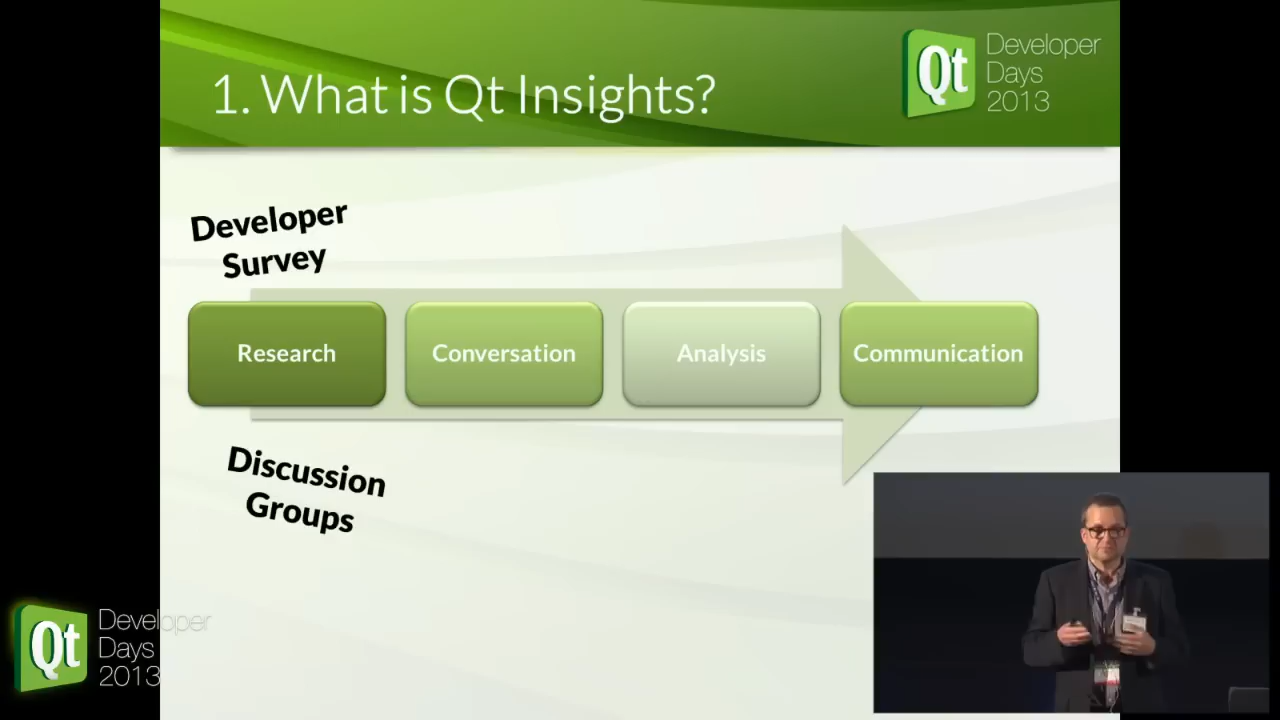 1. What is Qt Insights?
Qt
Developer
Days
2013
Developer
Survey
Research
Conversation
Analysis
Communication
Discussion
Groups
Qt
Developer
Days
2013